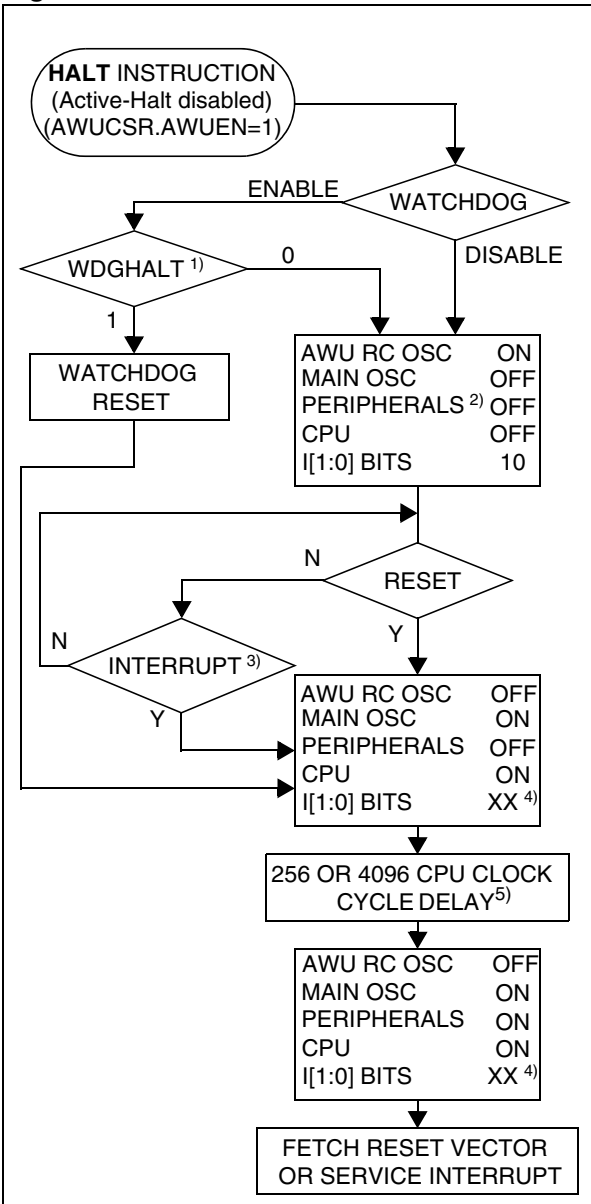 HALT INSTRUCTION
(Active-Halt disabled)
(AWUCSR.AWUEN=1)
WATCHDOG
ENABLE
DISABLE
WDGHALT 1)
0
1
WATCHDOG
RESET
AWU RC OSC ON
MAIN OSC OFF
PERIPHERALS 2) OFF
CPU OFF
I[1:0] BITS 10
RESET
N
Y
INTERRUPT 3)
N
Y
AWU RC OSC OFF
MAIN OSC ON
PERIPHERALS OFF
CPU ON
I[1:0] BITS XX 4)
256 OR 4096 CPU CLOCK
CYCLE DELAY5)
AWU RC OSC OFF
MAIN OSC ON
PERIPHERALS ON
CPU ON
I[1:0] BITS XX 4)
FETCH RESET VECTOR
OR SERVICE INTERRUPT